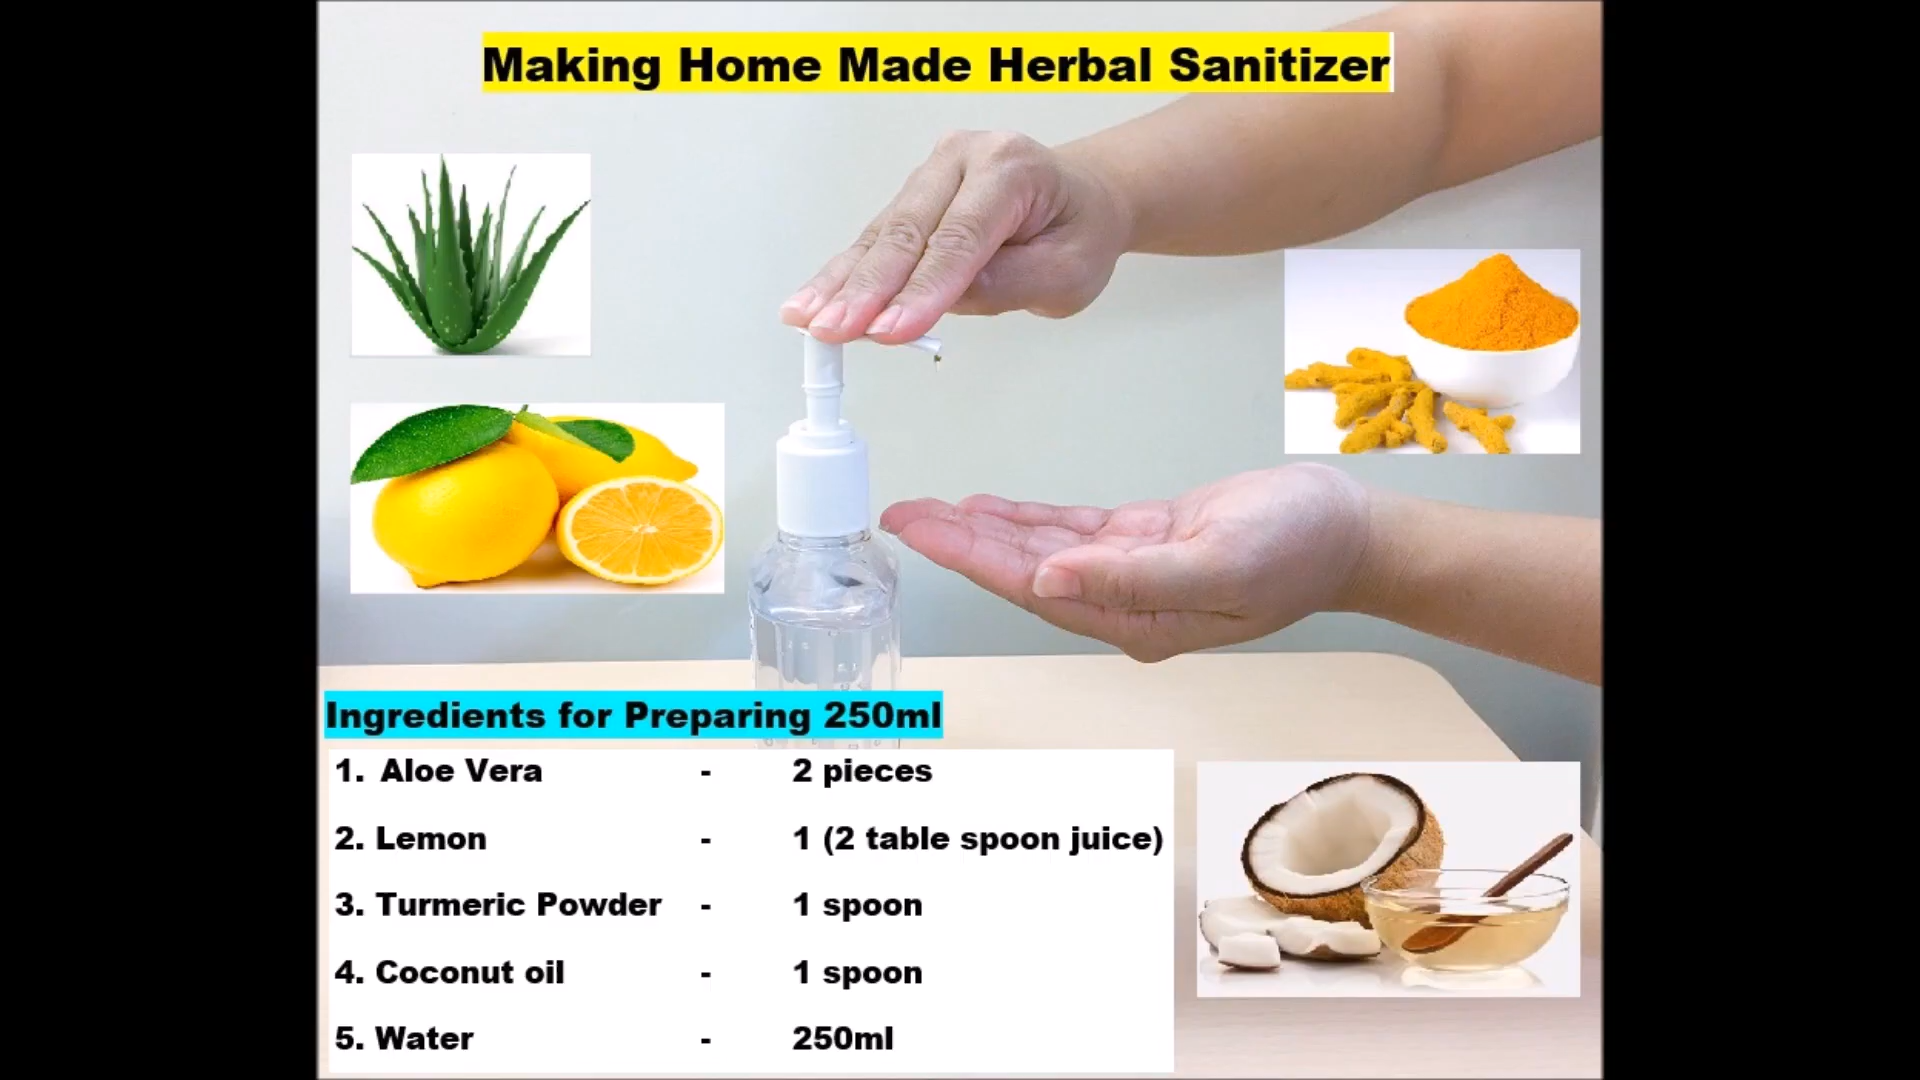 Making Home Made Herbal Sanitizer
Ingredients for Preparing 250ml
1. Aloe Vera - 2 pieces
2. Lemon - 1 (2 table spoon juice)
3. Turmeric Powder - 1 spoon
4. Coconut oil - 1 spoon
5. Water - 250ml